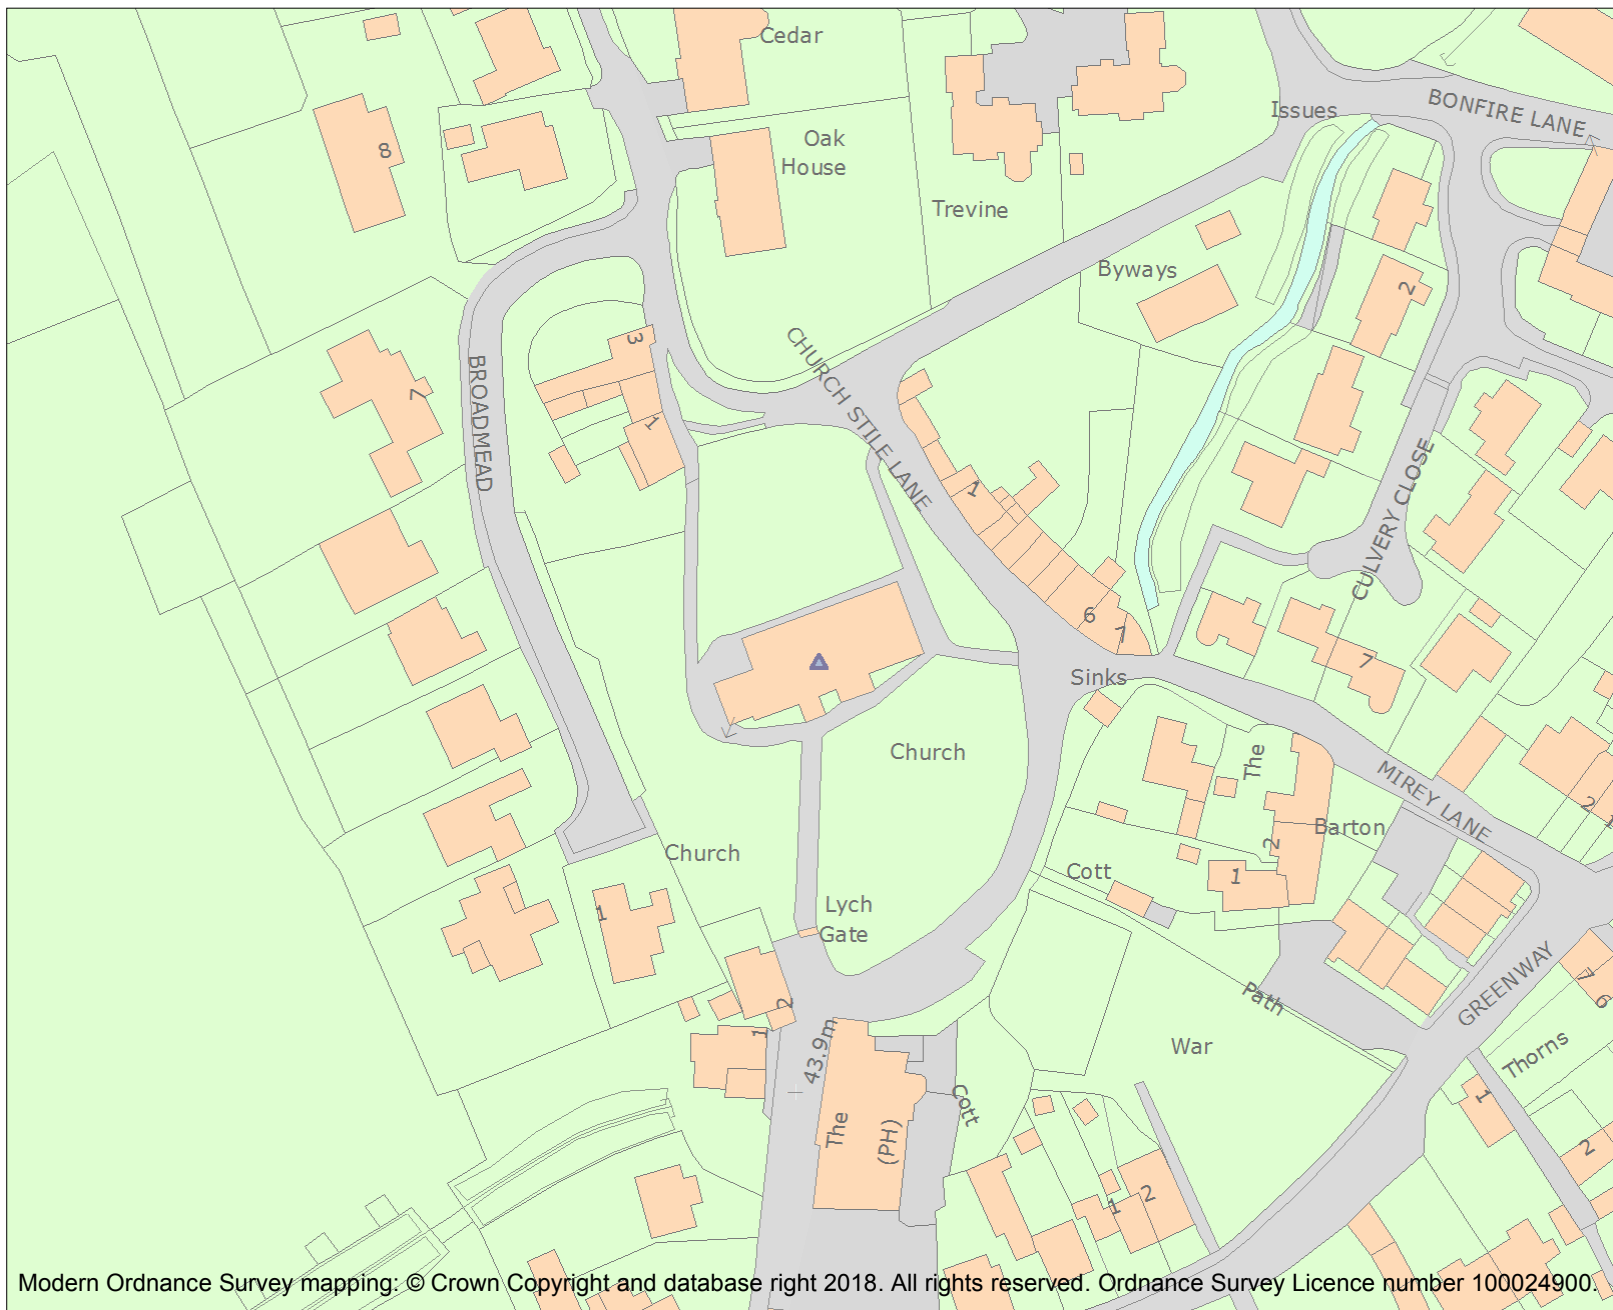 Cedar
8
Oak
House
Trevine
Issues
BONFIRE LANE
Byways
2
3
1
7
BROADMEAD
CHURCH STILE LANE
1
CULVERY CLOSE
6
7
7
Sinks
Church
The
MIREY LANE
2
1
Barton
2
Church
Cott
1
1
Lych
Gate
GREENWAY
7
6
2
1
Path
43.9m
War
Thorns
Cott
The
(PH)
1
2
1
2
Modern Ordnance Survey mapping: © Crown Copyright and database right 2018. All rights reserved. Ordnance Survey Licence number 100024900.